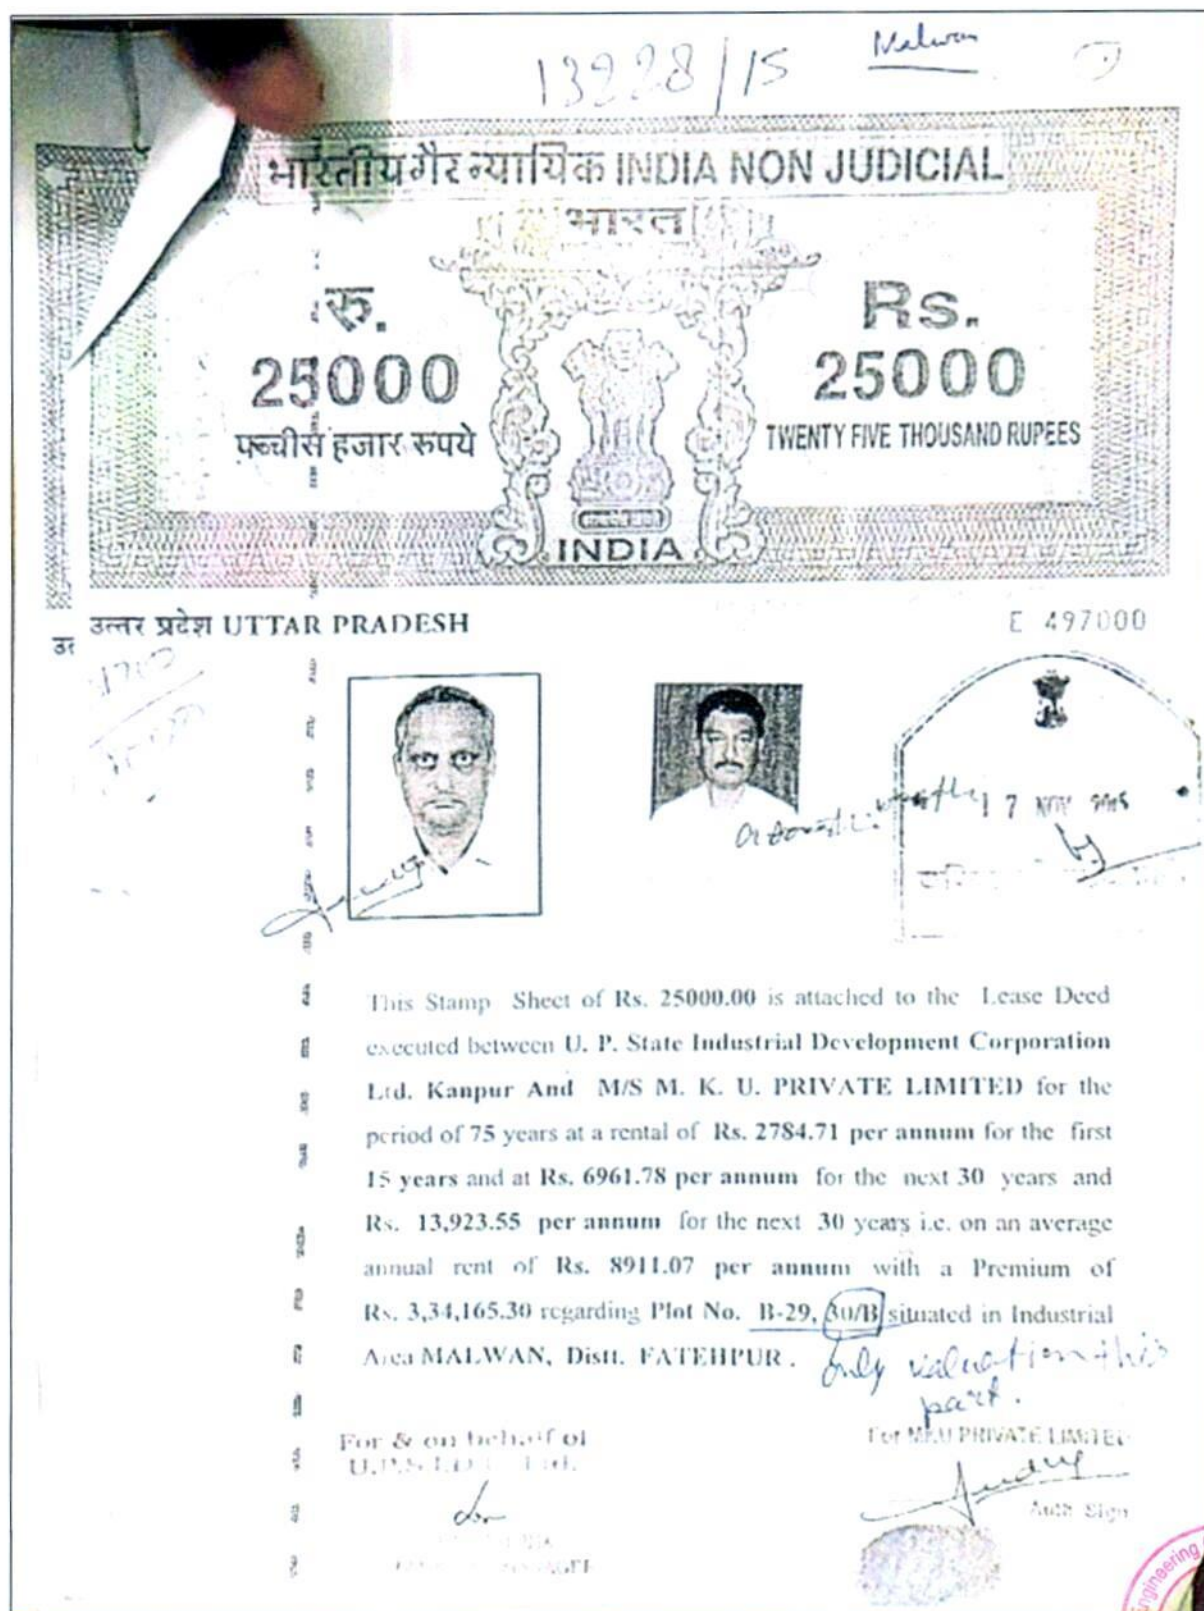 13928/15 Malwan
भारतीय गैर न्यायिक INDIA NON JUDICIAL
भारत
रु. Rs.
25000 25000
पच्चीस हजार रुपये TWENTY FIVE THOUSAND RUPEES
INDIA
उत्तर प्रदेश UTTAR PRADESH E 497000
उत
17 NOV 2015
This Stamp Sheet of Rs. 25000.00 is attached to the Lease Deed
executed between U. P. State Industrial Development Corporation
Ltd. Kanpur And M/S M. K. U. PRIVATE LIMITED for the
period of 75 years at a rental of Rs. 2784.71 per annum for the first
15 years and at Rs. 6961.78 per annum for the next 30 years and
Rs. 13,923.55 per annum for the next 30 years i.e. on an average
annual rent of Rs. 8911.07 per annum with a Premium of
Rs. 3,34,165.30 regarding Plot No. B-29, 30/B situated in Industrial
Area MALWAN, Distt. FATEHPUR.
only valuation this
part.
For & on behalf of For MKU PRIVATE LIMITED
U.P.S.I.D.C. Ltd.
Auth Sign
ngineering